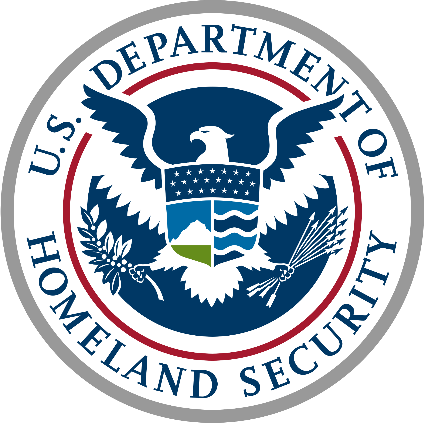 U.S. DEPARTMENT OF
HOMELAND SECURITY